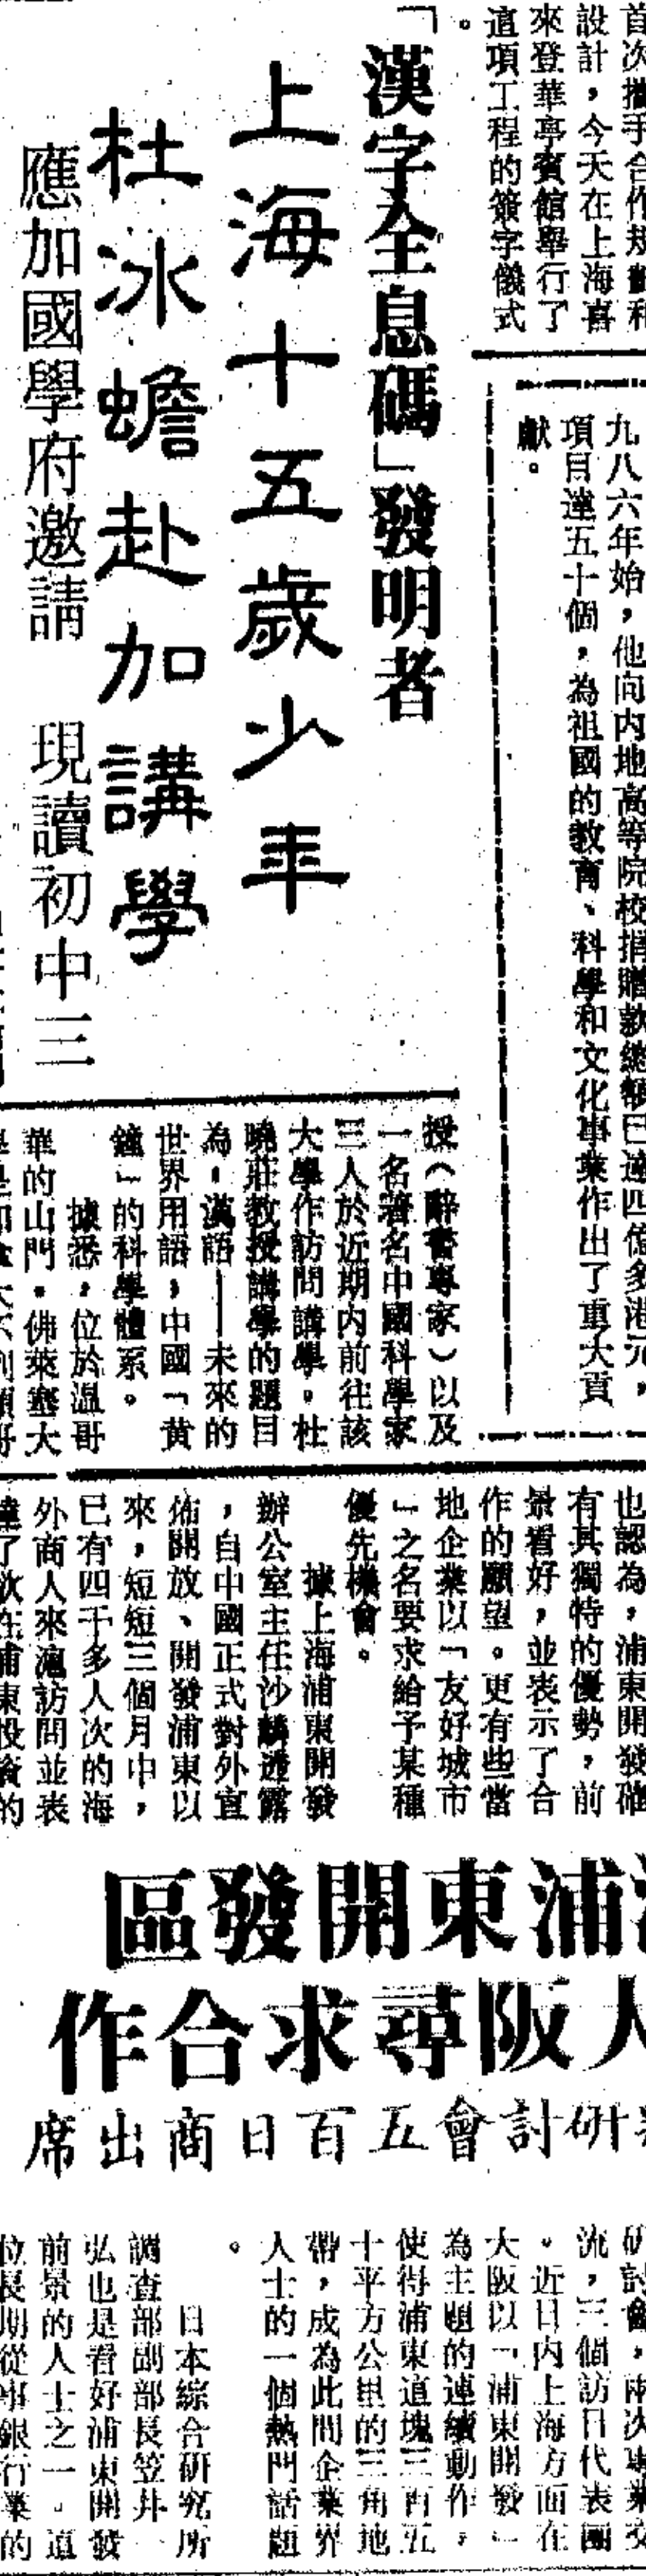 首次攜手合作規劃和
設計，今天在上海喜
來登華亭賓館舉行了
這項工程的簽字儀式
。
九八六年始，他向內地高等院校捐贈款總額已達四億多港元，
項目達五十個，為祖國的教育、科學和文化事業作出了重大貢
獻。
「漢字全息碼」發明者
上海十五歲少年
杜冰蟾赴加講學
應加國學府邀請 現讀初中三
授（辭書專家）以及
一名著名中國科學家
三人於近期內前往該
大學作訪問講學。杜
曉莊教授講學的題目
為，漢語——未來的
世界用語，中國「黃
鐘」的科學體系。
據悉，位於溫哥
華的山門·佛萊塞大
也認為，浦東開發確
有其獨特的優勢，前
景看好，並表示了合
作的願望。更有些當
地企業以「友好城市
」之名要求給予某種
優先機會。
據上海浦東開發
辦公室主任沙麟透露
，自中國正式對外宣
佈開放、開發浦東以
來，短短三個月中，
已有四千多人次的海
外商人來滬訪問並表
達了欲在浦東投資的
浦東開發區
人阪尋求合作
研討會五百日商出席
研討會，兩次專業交
流，三個訪日代表團
。近日內上海方面在
大阪以「浦東開發」
為主題的連續動作，
使得浦東這塊三百五
十平方公里的三角地
帶，成為此間企業界
人士的一個熱門話題
。
日本綜合研究所
調查部副部長笠井
弘也是看好浦東開發
前景的人士之一。這
位長期從事銀行業的